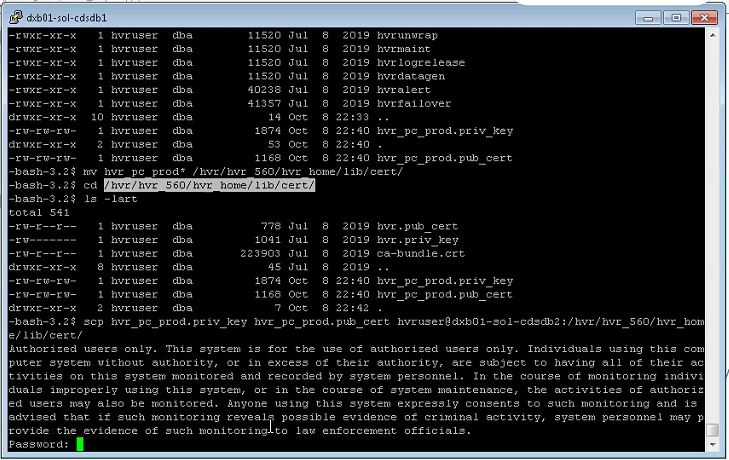 dxb01-sol-cdsdb1
-rwxr-xr-x 1 hvruser dba 11520 Jul 8 2019 hvrunwrap
-rwxr-xr-x 1 hvruser dba 11520 Jul 8 2019 hvrmaint
-rwxr-xr-x 1 hvruser dba 11520 Jul 8 2019 hvrlogrelease
-rwxr-xr-x 1 hvruser dba 11520 Jul 8 2019 hvrdatagen
-rwxr-xr-x 1 hvruser dba 40238 Jul 8 2019 hvralert
-rwxr-xr-x 1 hvruser dba 41357 Jul 8 2019 hvrfailover
drwxr-xr-x 10 hvruser dba 14 Oct 8 22:33 ..
-rw-rw-rw- 1 hvruser dba 1874 Oct 8 22:40 hvr_pc_prod.priv_key
drwxr-xr-x 2 hvruser dba 53 Oct 8 22:40 .
-rw-rw-rw- 1 hvruser dba 1168 Oct 8 22:40 hvr_pc_prod.pub_cert
-bash-3.2$ mv hvr_pc_prod* /hvr/hvr_560/hvr_home/lib/cert/
-bash-3.2$ cd /hvr/hvr_560/hvr_home/lib/cert/
-bash-3.2$ ls -lart
total 541
-rw-r--r-- 1 hvruser dba 778 Jul 8 2019 hvr.pub_cert
-rw------- 1 hvruser dba 1041 Jul 8 2019 hvr.priv_key
-rw-r--r-- 1 hvruser dba 223903 Jul 8 2019 ca-bundle.crt
drwxr-xr-x 8 hvruser dba 45 Jul 8 2019 ..
-rw-rw-rw- 1 hvruser dba 1874 Oct 8 22:40 hvr_pc_prod.priv_key
-rw-rw-rw- 1 hvruser dba 1168 Oct 8 22:40 hvr_pc_prod.pub_cert
drwxr-xr-x 2 hvruser dba 7 Oct 8 22:42 .
-bash-3.2$ scp hvr_pc_prod.priv_key hvr_pc_prod.pub_cert hvruser@dxb01-sol-cdsdb2:/hvr/hvr_560/hvr_hom
e/lib/cert/
Authorized users only. This system is for the use of authorized users only. Individuals using this com
puter system without authority, or in excess of their authority, are subject to having all of their ac
tivities on this system monitored and recorded by system personnel. In the course of monitoring indivi
duals improperly using this system, or in the course of system maintenance, the activities of authoriz
ed users may also be monitored. Anyone using this system expressly consents to such monitoring and is
advised that if such monitoring reveals possible evidence of criminal activity, system personnel may p
rovide the evidence of such monitoring to law enforcement officials.
Password: